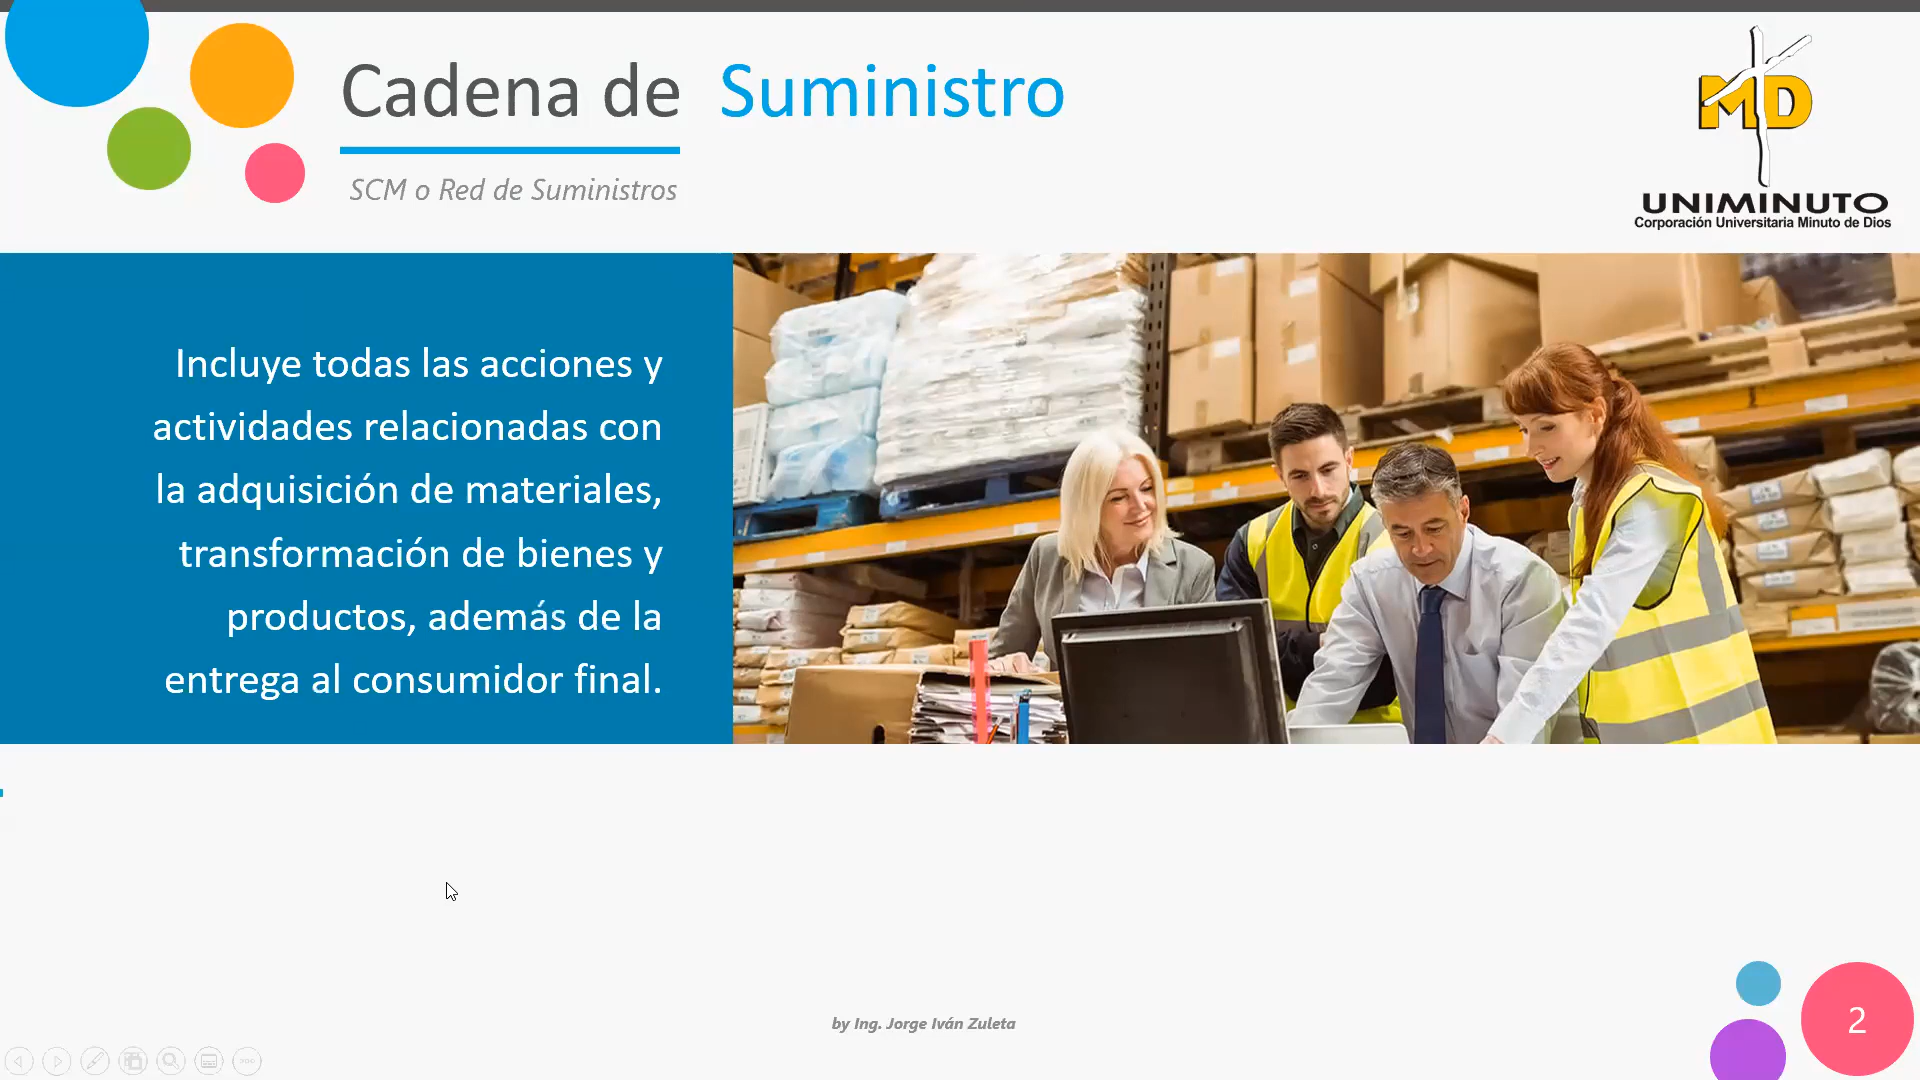 Cadena de Suministro
SCM o Red de Suministros
MD
UNIMINUTO
Corporación Universitaria Minuto de Dios
Incluye todas las acciones y
actividades relacionadas con
la adquisición de materiales,
transformación de bienes y
productos, además de la
entrega al consumidor final.
by Ing. Jorge Iván Zuleta
2